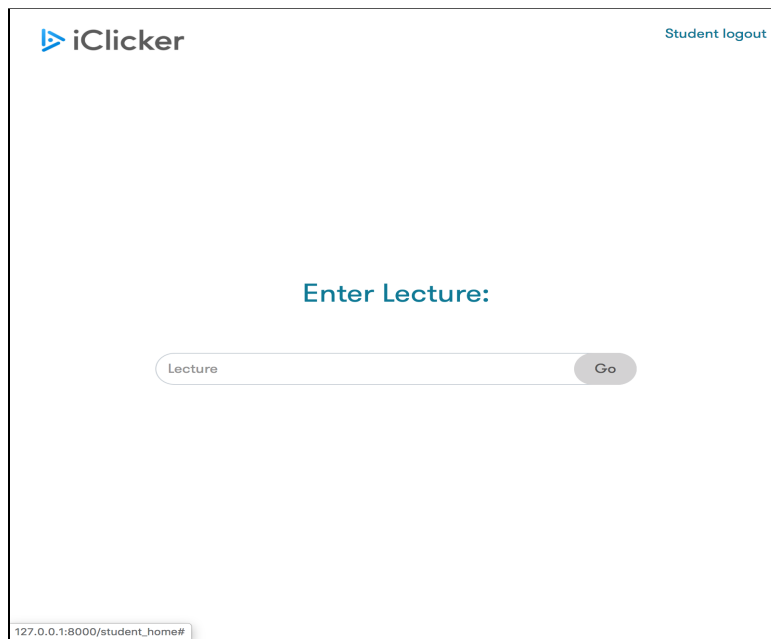 iClicker
Student logout
Enter Lecture:
Lecture
Go
127.0.0.1:8000/student_home#